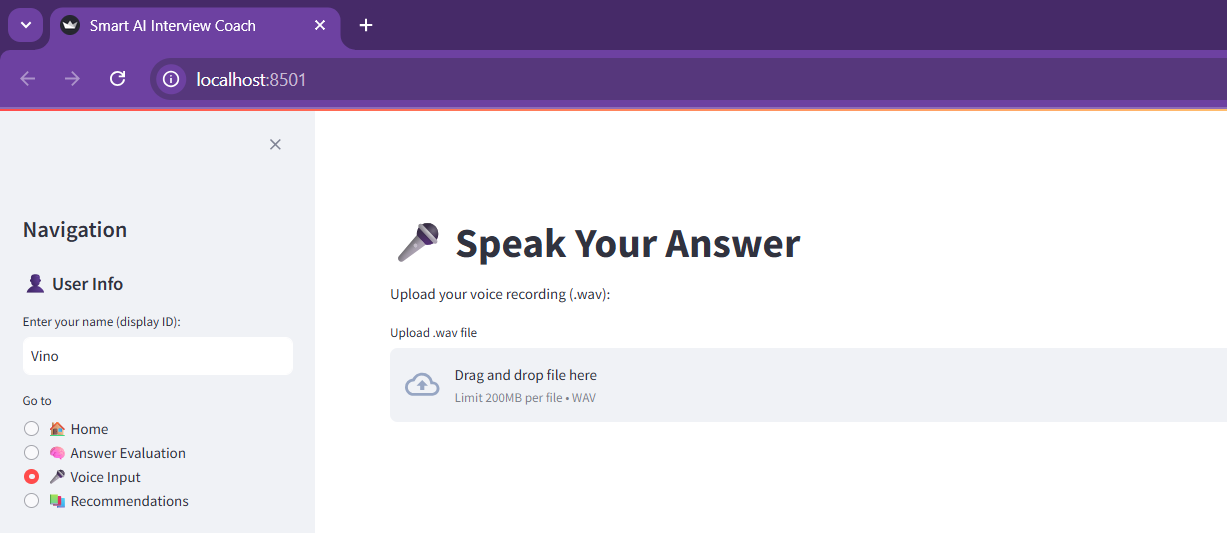 Smart AI Interview Coach
localhost:8501
Navigation
User Info
Enter your name (display ID):
Vino
Go to
Home
Answer Evaluation
Voice Input
Recommendations
Speak Your Answer
Upload your voice recording (.wav):
Upload .wav file
Drag and drop file here
Limit 200MB per file • WAV